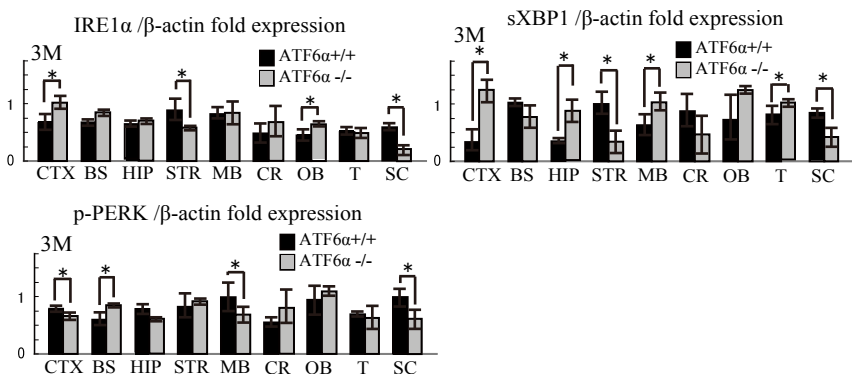 IRE1α /β-actin fold expression
3M
ATF6α+/+
ATF6α -/-
* * * *
1
0
CTX BS HIP STR MB CR OB T SC
sXBP1 /β-actin fold expression
3M
ATF6α+/+
ATF6α -/-
* * * * * *
1
0
CTX BS HIP STR MB CR OB T SC
p-PERK /β-actin fold expression
3M
ATF6α+/+
ATF6α -/-
* * * *
1
0
CTX BS HIP STR MB CR OB T SC